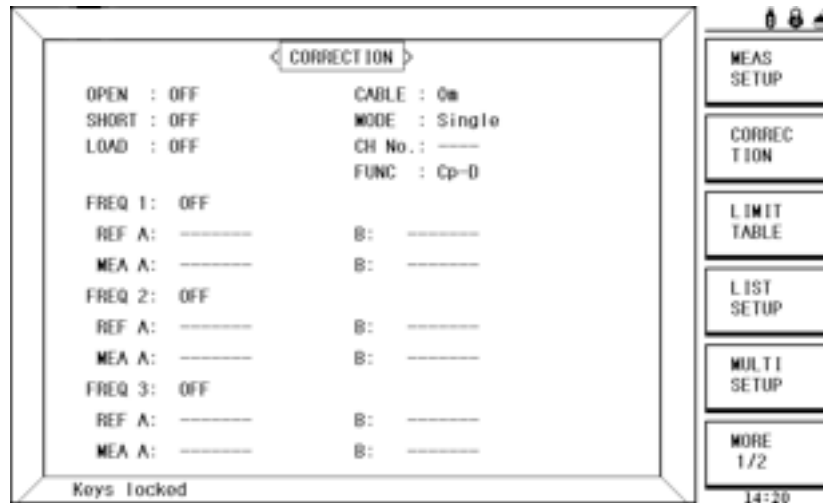 CORRECTION
OPEN : OFF CABLE : 0m
SHORT : OFF MODE : Single
LOAD : OFF CH No.: ----
FUNC : Cp-D
FREQ 1: OFF
REF A: ------- B: -------
MEA A: ------- B: -------
FREQ 2: OFF
REF A: ------- B: -------
MEA A: ------- B: -------
FREQ 3: OFF
REF A: ------- B: -------
MEA A: ------- B: -------
Keys locked
MEAS
SETUP
CORREC
TION
LIMIT
TABLE
LIST
SETUP
MULTI
SETUP
MORE
1/2
14:20